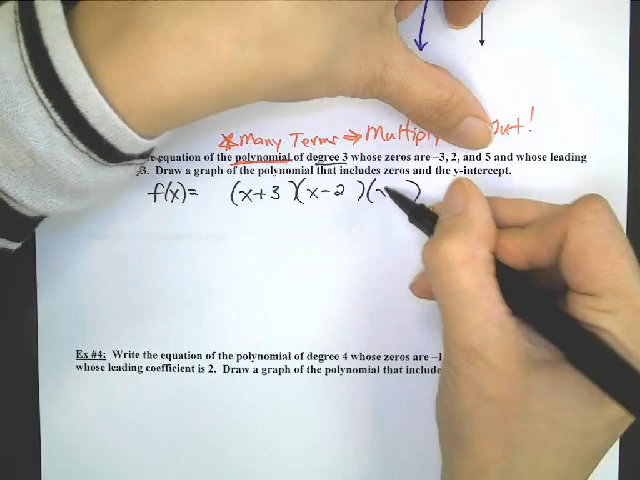 *Many Terms → Multiply out!
equation of the polynomial of degree 3 whose zeros are −3, 2, and 5 and whose leading
3. Draw a graph of the polynomial that includes zeros and the y-intercept.
f(x)= (x+3)(x-2)(x )
Ex #4: Write the equation of the polynomial of degree 4 whose zeros are −1
whose leading coefficient is 2. Draw a graph of the polynomial that include